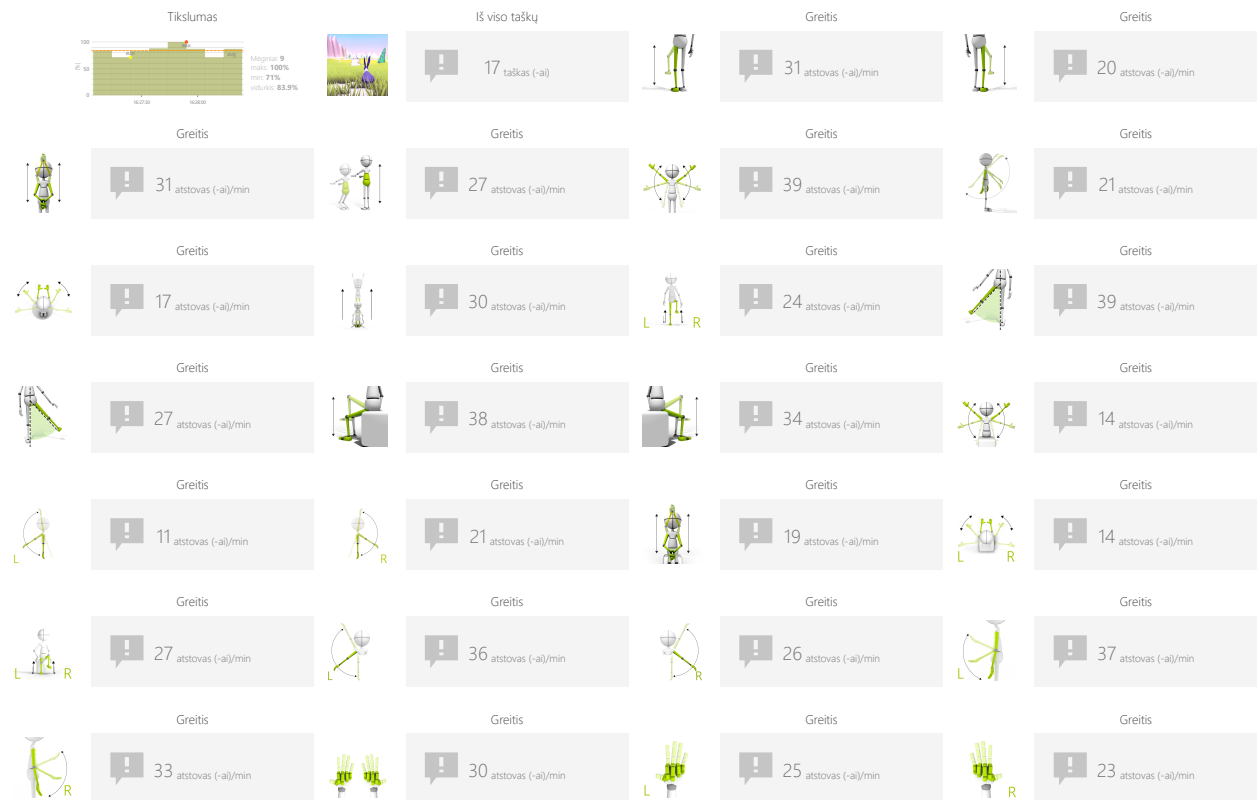 Tikslumas
100
50
0
[%]
16:27:30
16:28:00
Mėginiai: 9
maks: 100%
min: 71%
vidurkis: 83.9%
Iš viso taškų
17 taškas (-ai)
Greitis
31 atstovas (-ai)/min
Greitis
20 atstovas (-ai)/min
Greitis
31 atstovas (-ai)/min
Greitis
27 atstovas (-ai)/min
Greitis
39 atstovas (-ai)/min
Greitis
21 atstovas (-ai)/min
Greitis
17 atstovas (-ai)/min
Greitis
30 atstovas (-ai)/min
Greitis
L R
24 atstovas (-ai)/min
Greitis
39 atstovas (-ai)/min
Greitis
27 atstovas (-ai)/min
Greitis
38 atstovas (-ai)/min
Greitis
34 atstovas (-ai)/min
Greitis
14 atstovas (-ai)/min
Greitis
L
11 atstovas (-ai)/min
Greitis
R
21 atstovas (-ai)/min
Greitis
19 atstovas (-ai)/min
Greitis
L R
14 atstovas (-ai)/min
Greitis
L R
27 atstovas (-ai)/min
Greitis
L
36 atstovas (-ai)/min
Greitis
R
26 atstovas (-ai)/min
Greitis
L
37 atstovas (-ai)/min
Greitis
R
33 atstovas (-ai)/min
Greitis
30 atstovas (-ai)/min
Greitis
L
25 atstovas (-ai)/min
Greitis
R
23 atstovas (-ai)/min